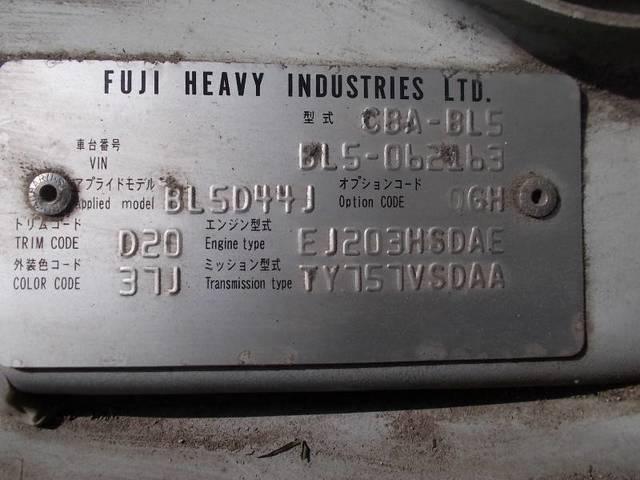 FUJI HEAVY INDUSTRIES LTD.
型式 CBA-BL5
車台番号
VIN BL5-062163
アプライドモデル オプションコード
Applied model BL5D44J Option CODE QGH
トリムコード エンジン型式
TRIM CODE D20 Engine type EJ203HSDAE
外装色コード ミッション型式
COLOR CODE 37J Transmission type TY757VSDAA